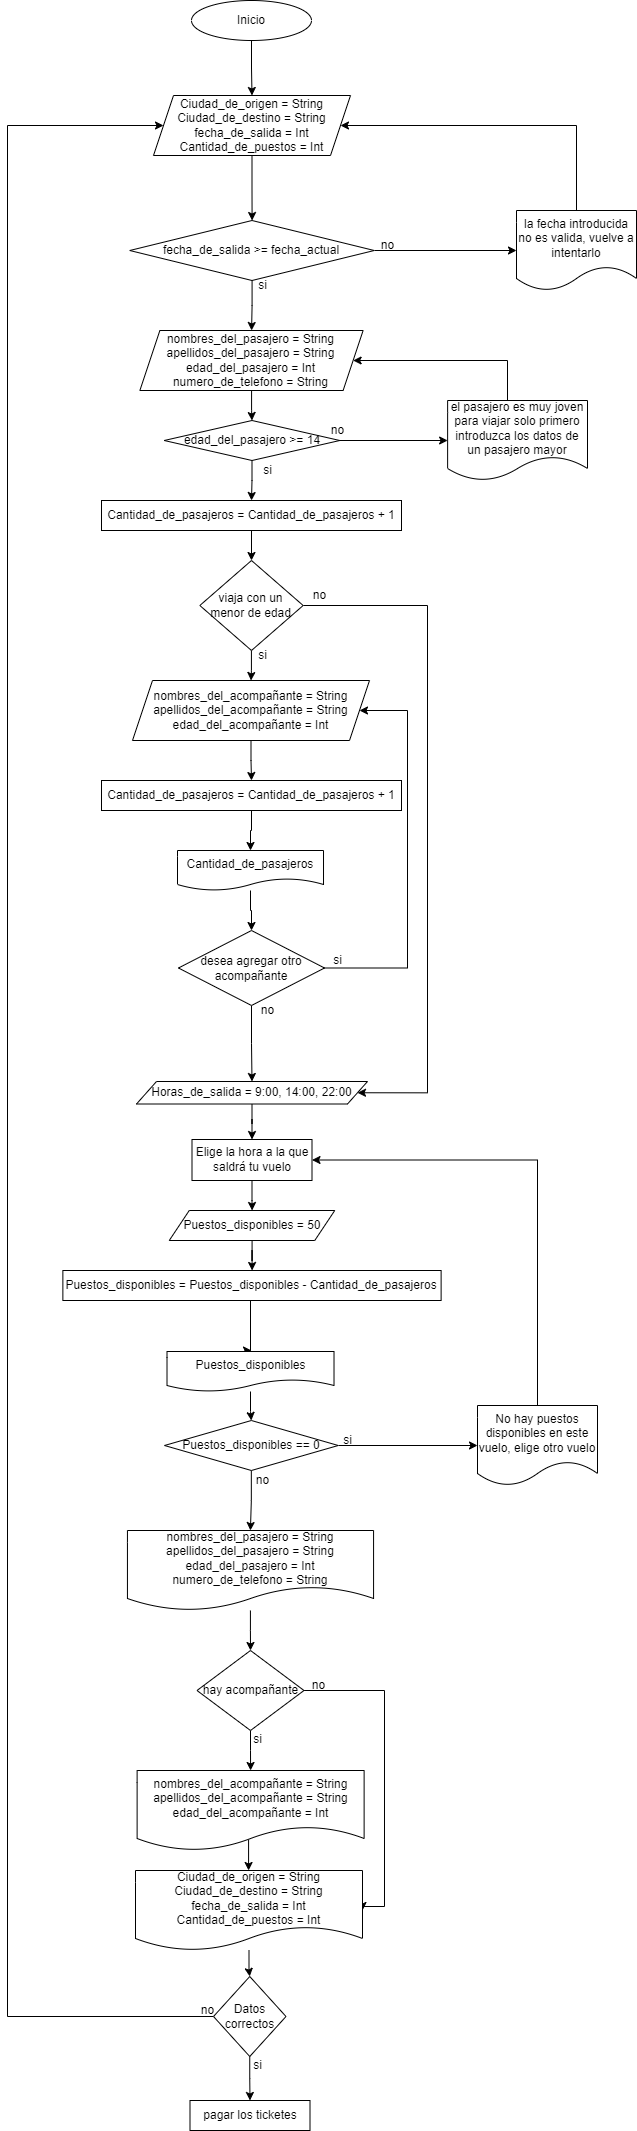 Inicio
Ciudad_de_origen = String
Ciudad_de_destino = String
fecha_de_salida = Int
Cantidad_de_puestos = Int
fecha_de_salida >= fecha_actual
no
la fecha introducida
no es valida, vuelve a
intentarlo
si
nombres_del_pasajero = String
apellidos_del_pasajero = String
edad_del_pasajero = Int
numero_de_telefono = String
edad_del_pasajero >= 14
no
el pasajero es muy joven
para viajar solo primero
introduzca los datos de
un pasajero mayor
si
Cantidad_de_pasajeros = Cantidad_de_pasajeros + 1
viaja con un
menor de edad
no
si
nombres_del_acompañante = String
apellidos_del_acompañante = String
edad_del_acompañante = Int
Cantidad_de_pasajeros = Cantidad_de_pasajeros + 1
Cantidad_de_pasajeros
desea agregar otro
acompañante
si
no
Horas_de_salida = 9:00, 14:00, 22:00
Elige la hora a la que
saldrá tu vuelo
Puestos_disponibles = 50
Puestos_disponibles = Puestos_disponibles - Cantidad_de_pasajeros
Puestos_disponibles
Puestos_disponibles == 0
si
No hay puestos
disponibles en este
vuelo, elige otro vuelo
no
nombres_del_pasajero = String
apellidos_del_pasajero = String
edad_del_pasajero = Int
numero_de_telefono = String
hay acompañante
no
si
nombres_del_acompañante = String
apellidos_del_acompañante = String
edad_del_acompañante = Int
Ciudad_de_origen = String
Ciudad_de_destino = String
fecha_de_salida = Int
Cantidad_de_puestos = Int
Datos
correctos
no
si
pagar los ticketes